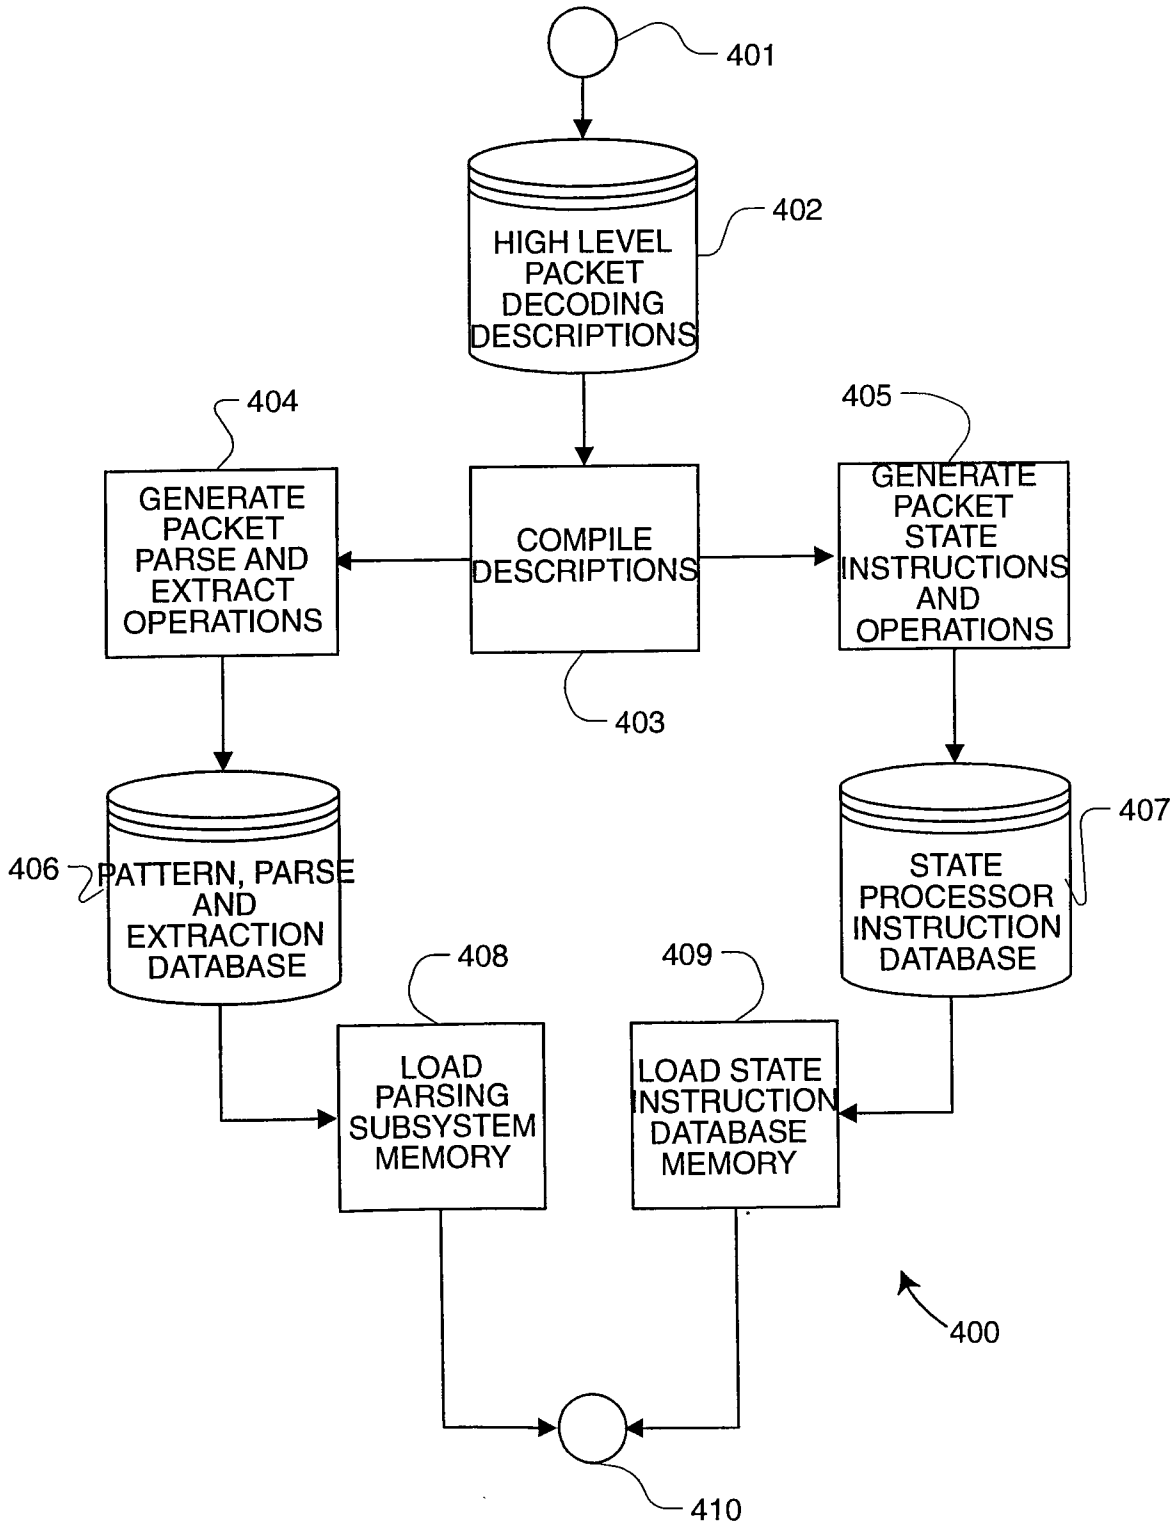 401
402
HIGH LEVEL
PACKET
DECODING
DESCRIPTIONS
404
405
GENERATE
PACKET
PARSE AND
EXTRACT
OPERATIONS
COMPILE
DESCRIPTIONS
GENERATE
PACKET
STATE
INSTRUCTIONS
AND
OPERATIONS
403
406
PATTERN, PARSE
AND
EXTRACTION
DATABASE
407
STATE
PROCESSOR
INSTRUCTION
DATABASE
408
409
LOAD
PARSING
SUBSYSTEM
MEMORY
LOAD STATE
INSTRUCTION
DATABASE
MEMORY
400
410